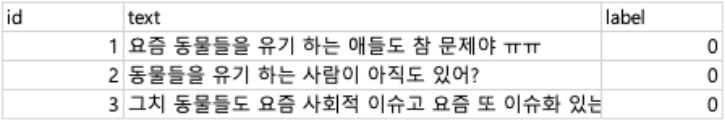 id text label
1 요즘 동물들을 유기 하는 애들도 참 문제야 ㅠㅠ 0
2 동물들을 유기 하는 사람이 아직도 있어? 0
3 그치 동물들도 요즘 사회적 이슈고 요즘 또 이슈화 있는 0